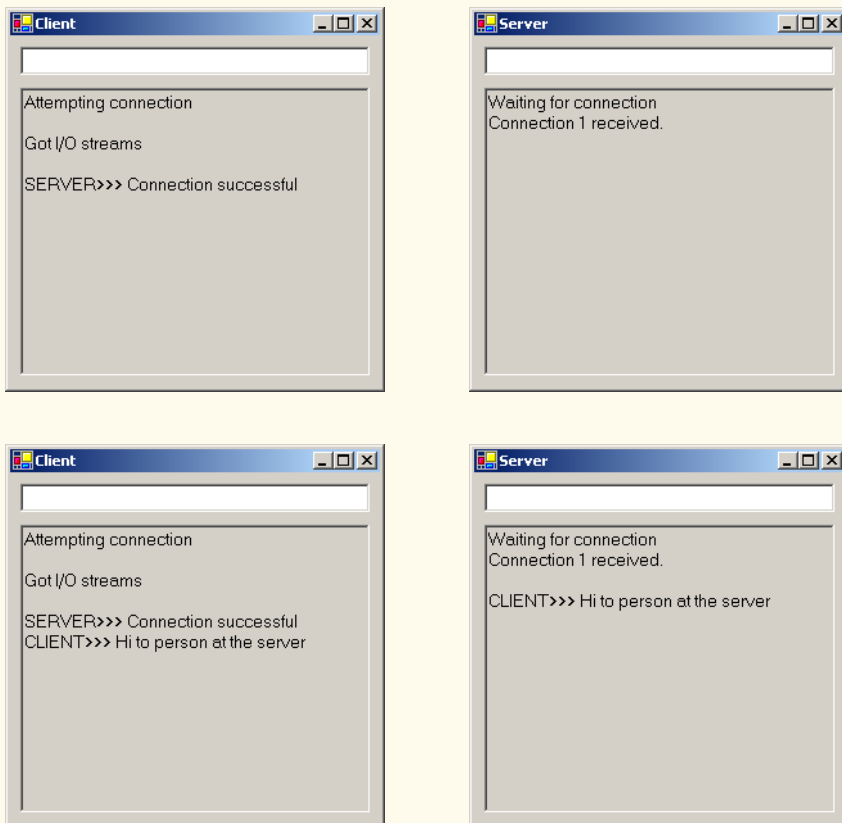 Client
Attempting connection
Got I/O streams
SERVER>>> Connection successful
Server
Waiting for connection
Connection 1 received.
Client
Attempting connection
Got I/O streams
SERVER>>> Connection successful
CLIENT>>> Hi to person at the server
Server
Waiting for connection
Connection 1 received.
CLIENT>>> Hi to person at the server